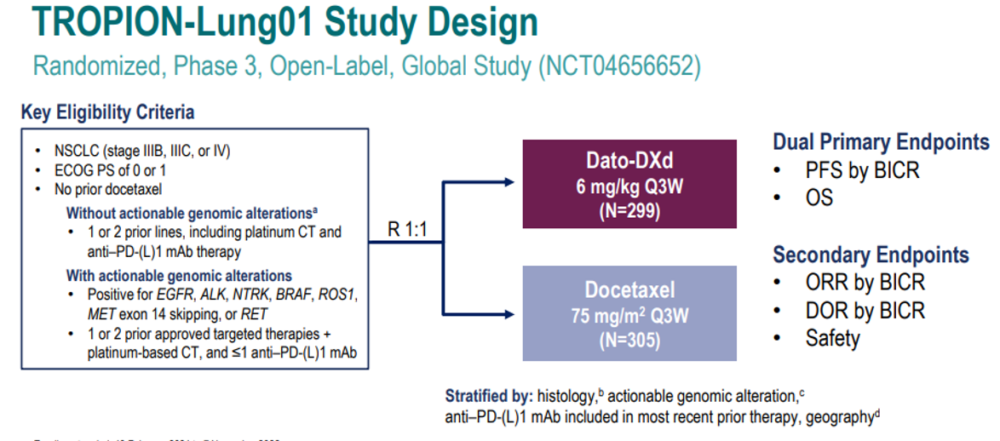 TROPION-Lung01 Study Design
Randomized, Phase 3, Open-Label, Global Study (NCT04656652)
Key Eligibility Criteria
• NSCLC (stage IIIB, IIIC, or IV)
• ECOG PS of 0 or 1
• No prior docetaxel
Without actionable genomic alterationsᵃ
• 1 or 2 prior lines, including platinum CT and
anti–PD-(L)1 mAb therapy
With actionable genomic alterations
• Positive for EGFR, ALK, NTRK, BRAF, ROS1,
MET exon 14 skipping, or RET
• 1 or 2 prior approved targeted therapies +
platinum-based CT, and ≤1 anti–PD-(L)1 mAb
R 1:1
Dato-DXd
6 mg/kg Q3W
(N=299)
Docetaxel
75 mg/m² Q3W
(N=305)
Dual Primary Endpoints
• PFS by BICR
• OS
Secondary Endpoints
• ORR by BICR
• DOR by BICR
• Safety
Stratified by: histology,ᵇ actionable genomic alteration,ᶜ
anti–PD-(L)1 mAb included in most recent prior therapy, geographyᵈ